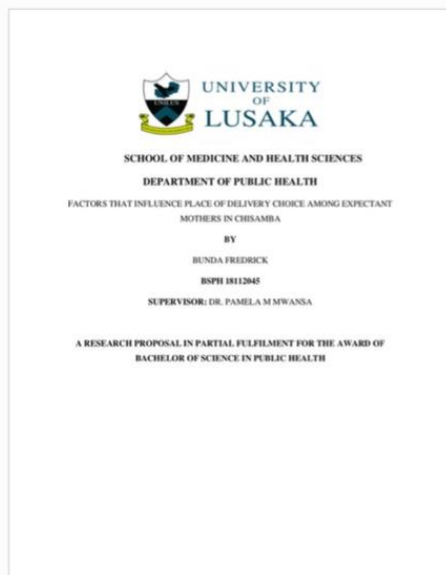 UNILUS
UNIVERSITY
OF
LUSAKA
SCHOOL OF MEDICINE AND HEALTH SCIENCES
DEPARTMENT OF PUBLIC HEALTH
FACTORS THAT INFLUENCE PLACE OF DELIVERY CHOICE AMONG EXPECTANT
MOTHERS IN CHISAMBA
BY
BUNDA FREDRICK
BSPH 18112045
SUPERVISOR: DR. PAMELA M MWANSA
A RESEARCH PROPOSAL IN PARTIAL FULFILMENT FOR THE AWARD OF
BACHELOR OF SCIENCE IN PUBLIC HEALTH